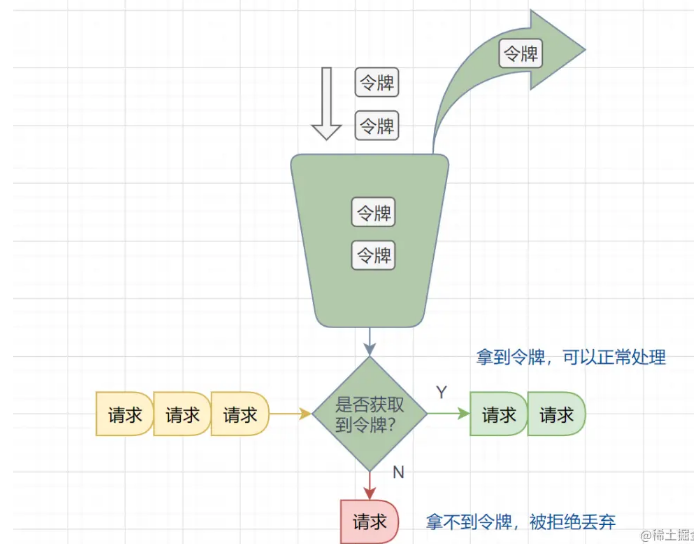 令牌
令牌
令牌
令牌
令牌
拿到令牌，可以正常处理
请求
请求
请求
是否获取
到令牌?
Y
请求
请求
N
请求
拿不到令牌，被拒绝丢弃
@稀土掘